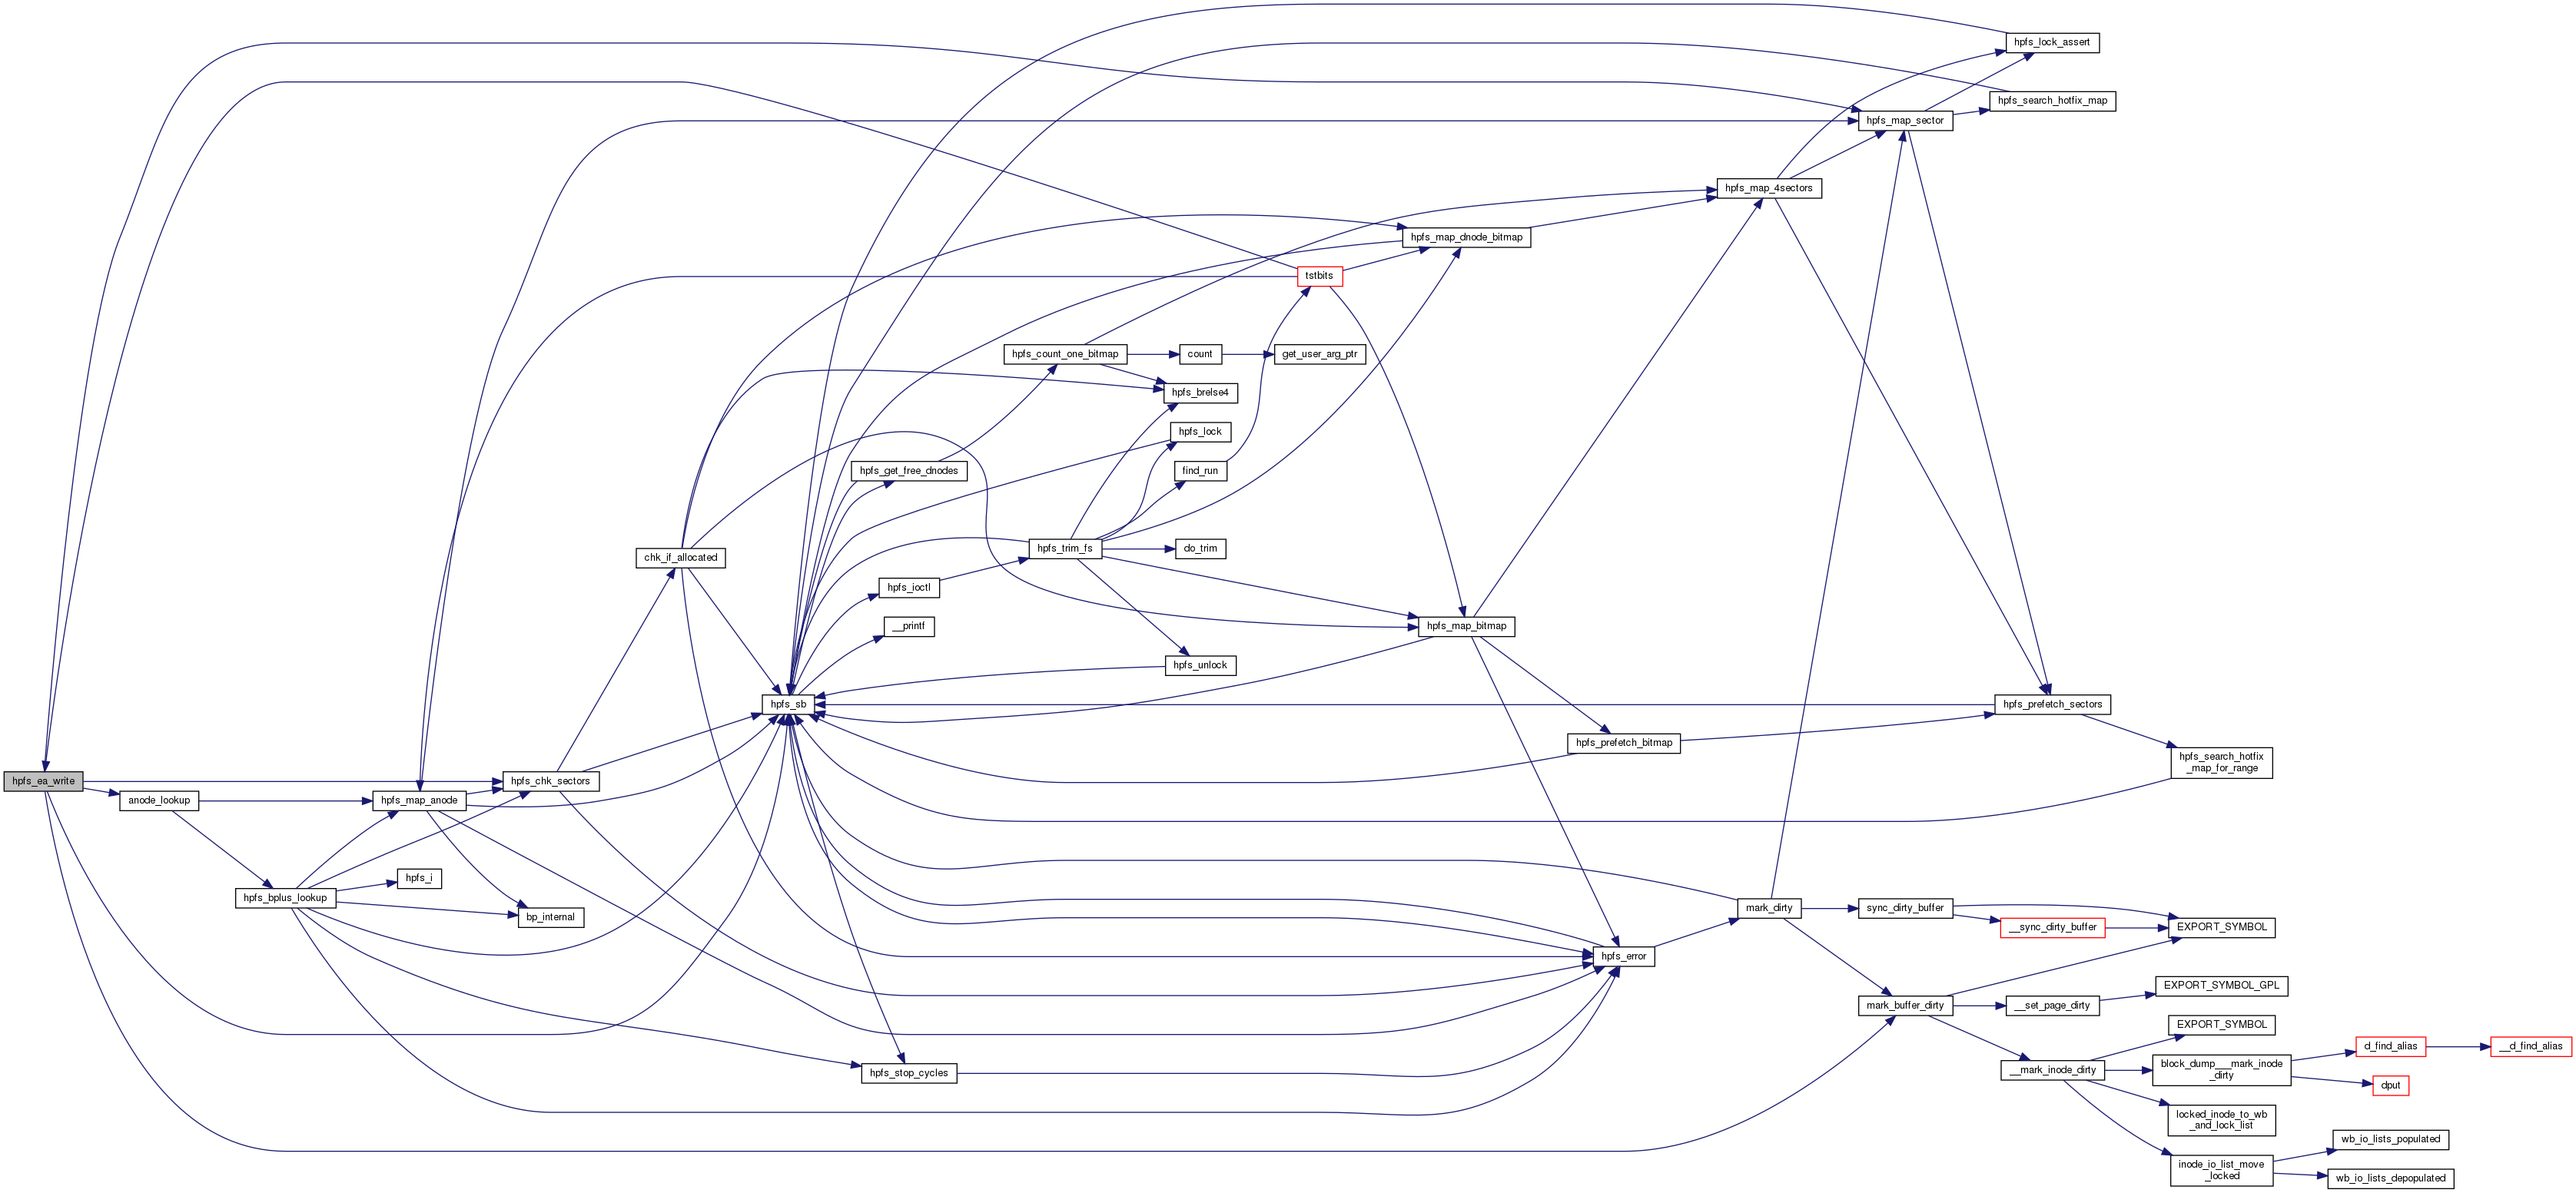 hpfs_lock_assert
hpfs_search_hotfix_map
hpfs_map_sector
hpfs_map_4sectors
hpfs_map_dnode_bitmap
tstbits
hpfs_count_one_bitmap
count
get_user_arg_ptr
hpfs_brelse4
hpfs_lock
hpfs_get_free_dnodes
find_run
chk_if_allocated
hpfs_trim_fs
do_trim
hpfs_ioctl
__printf
hpfs_map_bitmap
hpfs_unlock
hpfs_sb
hpfs_prefetch_sectors
hpfs_prefetch_bitmap
hpfs_search_hotfix
_map_for_range
hpfs_ea_write
hpfs_chk_sectors
anode_lookup
hpfs_map_anode
hpfs_i
hpfs_bplus_lookup
bp_internal
mark_dirty
sync_dirty_buffer
__sync_dirty_buffer
EXPORT_SYMBOL
hpfs_error
mark_buffer_dirty
__set_page_dirty
EXPORT_SYMBOL_GPL
EXPORT_SYMBOL
hpfs_stop_cycles
__mark_inode_dirty
block_dump___mark_inode
_dirty
d_find_alias
__d_find_alias
dput
locked_inode_to_wb
_and_lock_list
inode_io_list_move
_locked
wb_io_lists_populated
wb_io_lists_depopulated